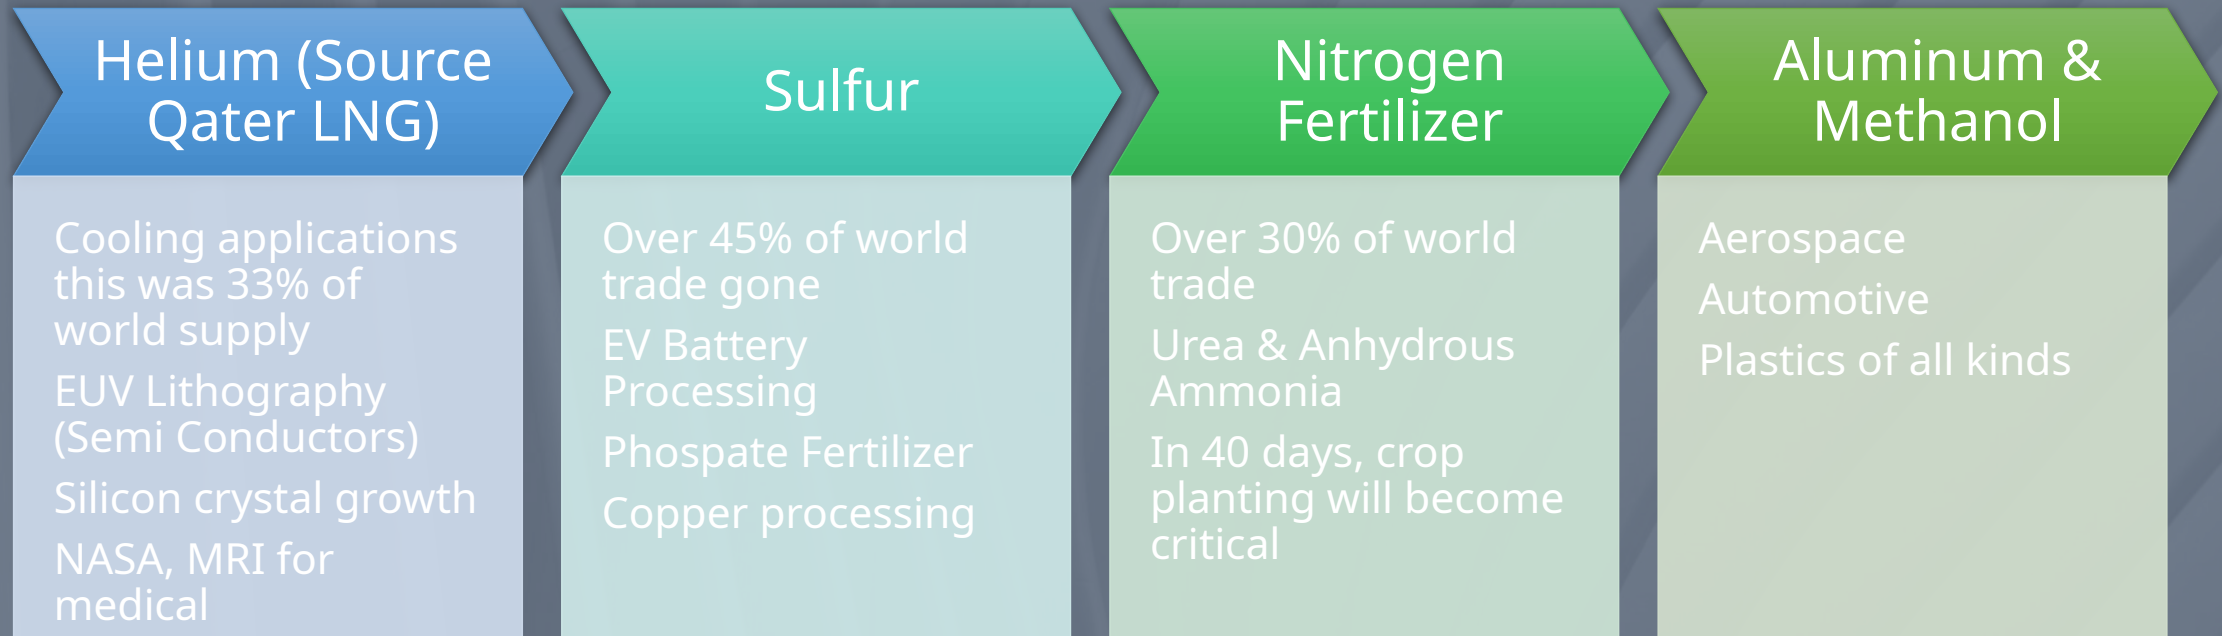 Helium (Source
Qater LNG)
Cooling applications
this was 33% of
world supply
EUV Lithography
(Semi Conductors)
Silicon crystal growth
NASA, MRI for
medical
Sulfur
Over 45% of world
trade gone
EV Battery
Processing
Phospate Fertilizer
Copper processing
Nitrogen
Fertilizer
Over 30% of world
trade
Urea & Anhydrous
Ammonia
In 40 days, crop
planting will become
critical
Aluminum &
Methanol
Aerospace
Automotive
Plastics of all kinds